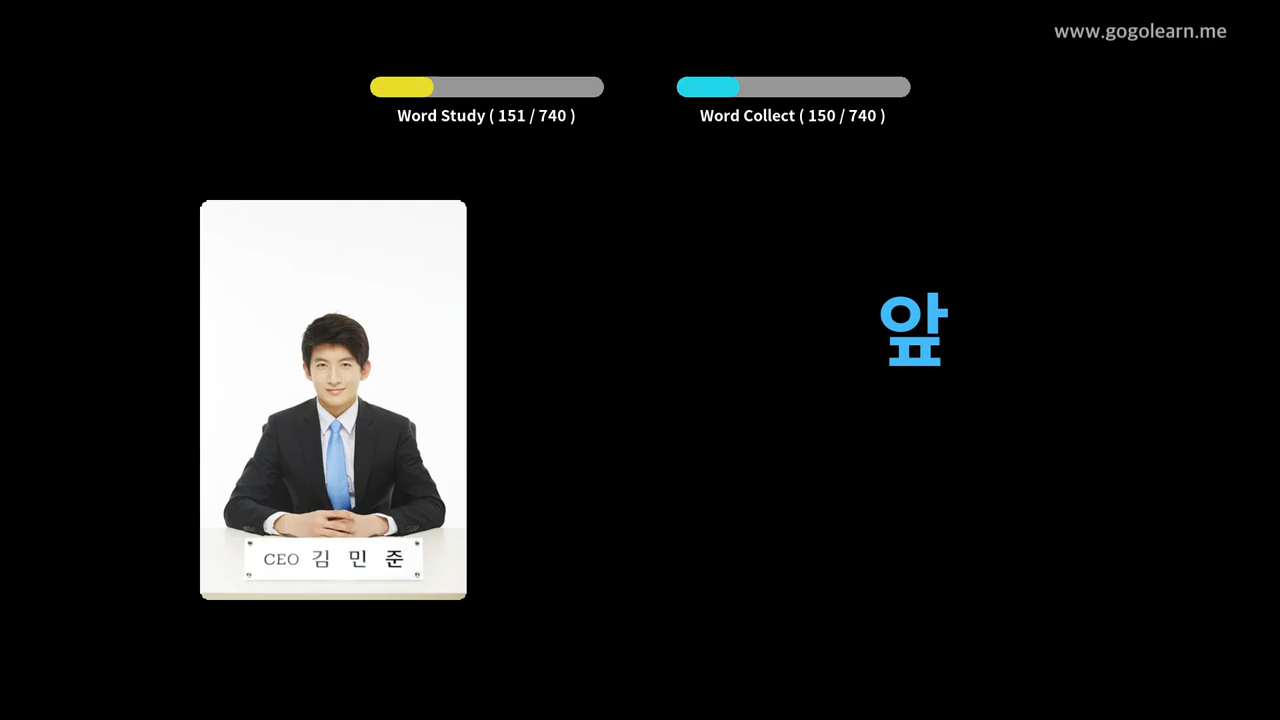 www.gogolearn.me
Word Study ( 151 / 740 )
Word Collect ( 150 / 740 )
앞
CEO 김 민 준